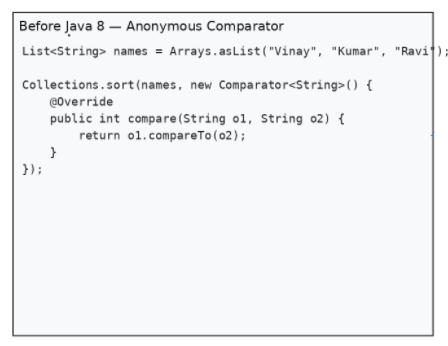 Before Java 8 — Anonymous Comparator
List<String> names = Arrays.asList("Vinay", "Kumar", "Ravi");
Collections.sort(names, new Comparator<String>() {
@Override
public int compare(String o1, String o2) {
return o1.compareTo(o2);
}
});